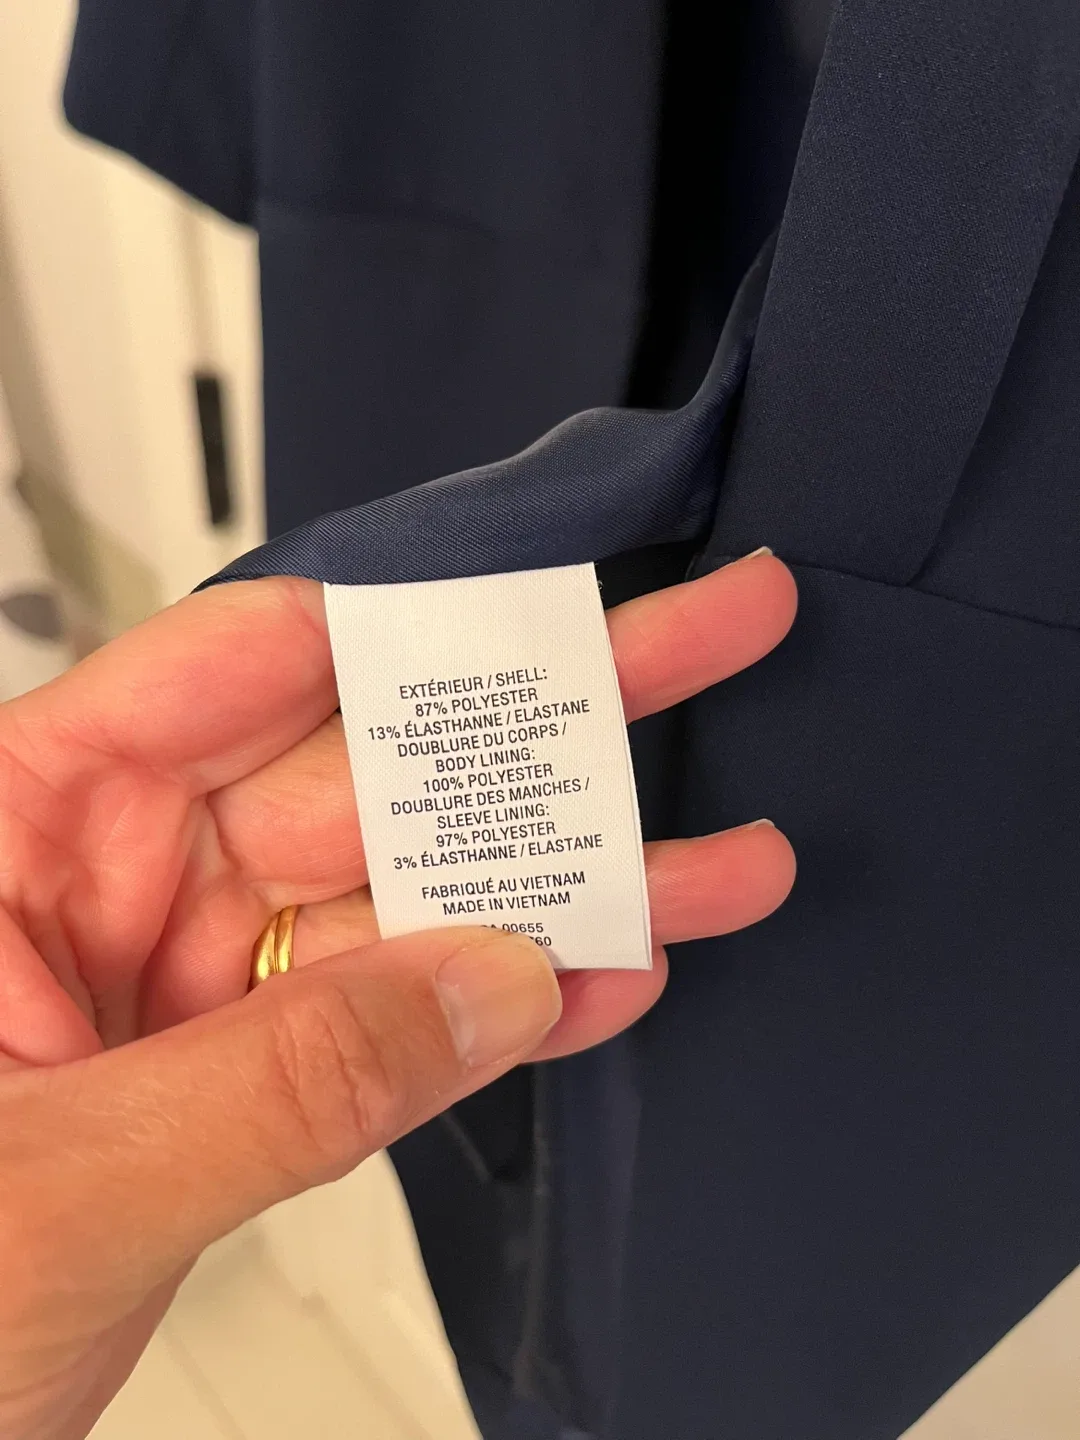 EXTÉRIEUR / SHELL:
87% POLYESTER
13% ÉLASTHANNE / ELASTANE
DOUBLURE DU CORPS /
BODY LINING:
100% POLYESTER
DOUBLURE DES MANCHES /
SLEEVE LINING:
97% POLYESTER
3% ÉLASTHANNE / ELASTANE
FABRIQUÉ AU VIETNAM
MADE IN VIETNAM
00655